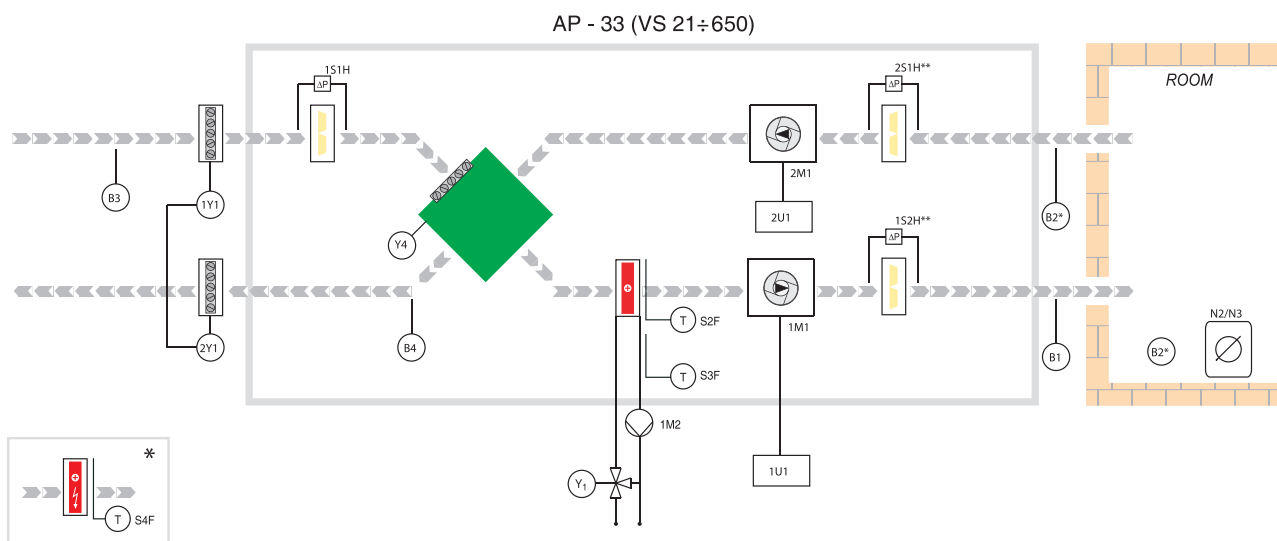 AP - 33 (VS 21÷650)
1S1H
ΔP
2S1H**
ΔP
ROOM
B3
1Y1
2M1
2U1
B2*
Y4
1S2H**
ΔP
2Y1
B4
T S2F
T S3F
1M1
B1
B2*
N2/N3
1M2
1U1
Y1
*
T S4F